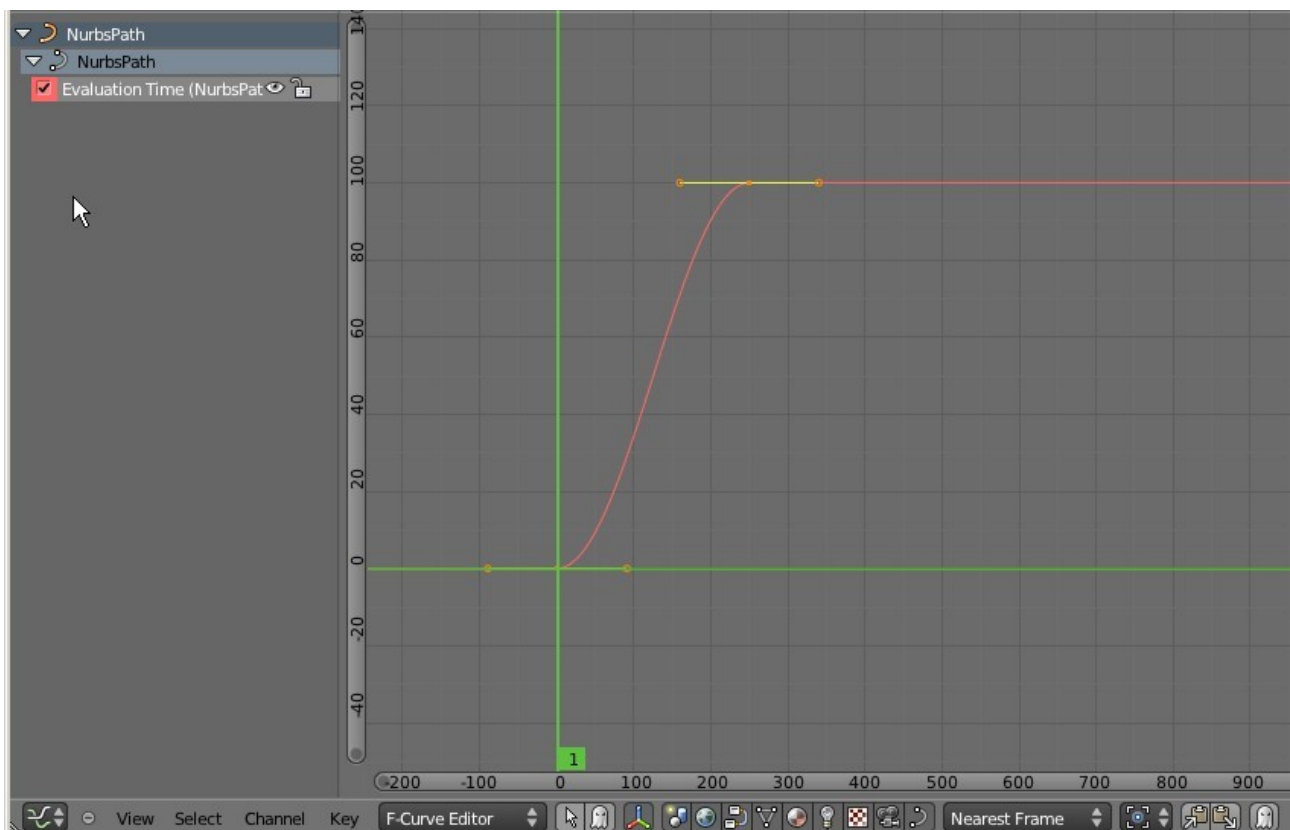 NurbsPath
NurbsPath
Evaluation Time (NurbsPat
140
120
100
80
60
40
20
0
-20
-40
1
-200 -100 0 100 200 300 400 500 600 700 800 900
View Select Channel Key F-Curve Editor Nearest Frame